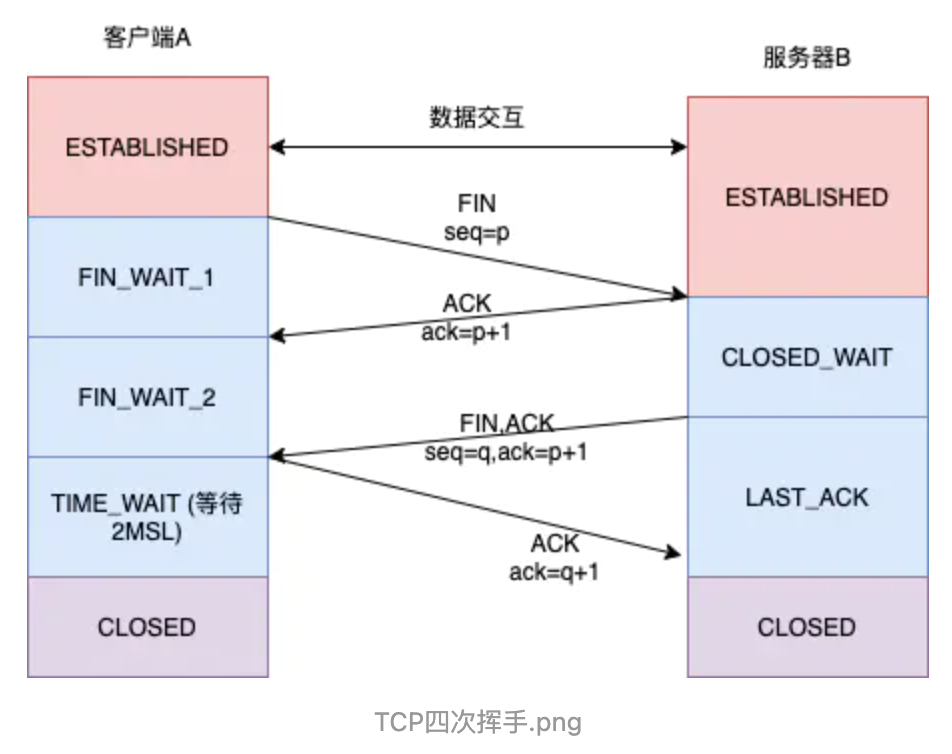 客户端A
服务器B
ESTABLISHED
数据交互
ESTABLISHED
FIN
seq=p
FIN_WAIT_1
ACK
ack=p+1
CLOSED_WAIT
FIN_WAIT_2
FIN,ACK
seq=q,ack=p+1
TIME_WAIT (等待
2MSL)
LAST_ACK
ACK
ack=q+1
CLOSED
CLOSED
TCP四次挥手.png